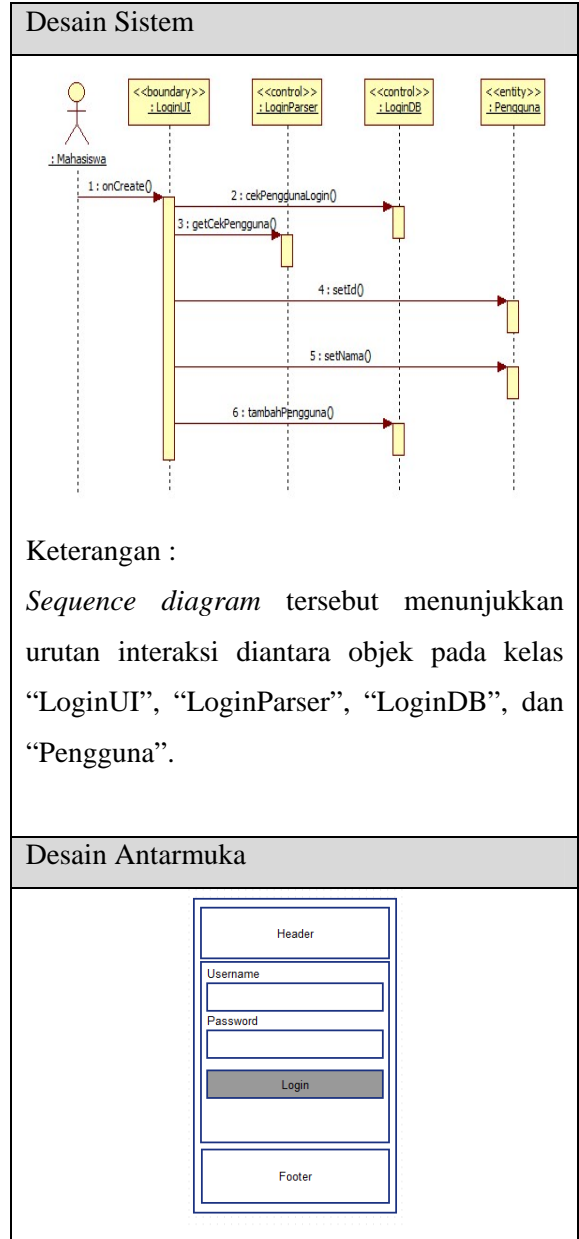 Desain Sistem
<<boundary>> <<control>> <<control>> <<entity>>
: LoginUI : LoginParser : LoginDB : Pengguna
: Mahasiswa
1 : onCreate()
2 : cekPenggunaLogin()
3 : getCekPengguna()
4 : setId()
5 : setNama()
6 : tambahPengguna()
Keterangan :
Sequence diagram tersebut menunjukkan
urutan interaksi diantara objek pada kelas
“LoginUI”, “LoginParser”, “LoginDB”, dan
“Pengguna”.
Desain Antarmuka
Header
Username
Password
Login
Footer